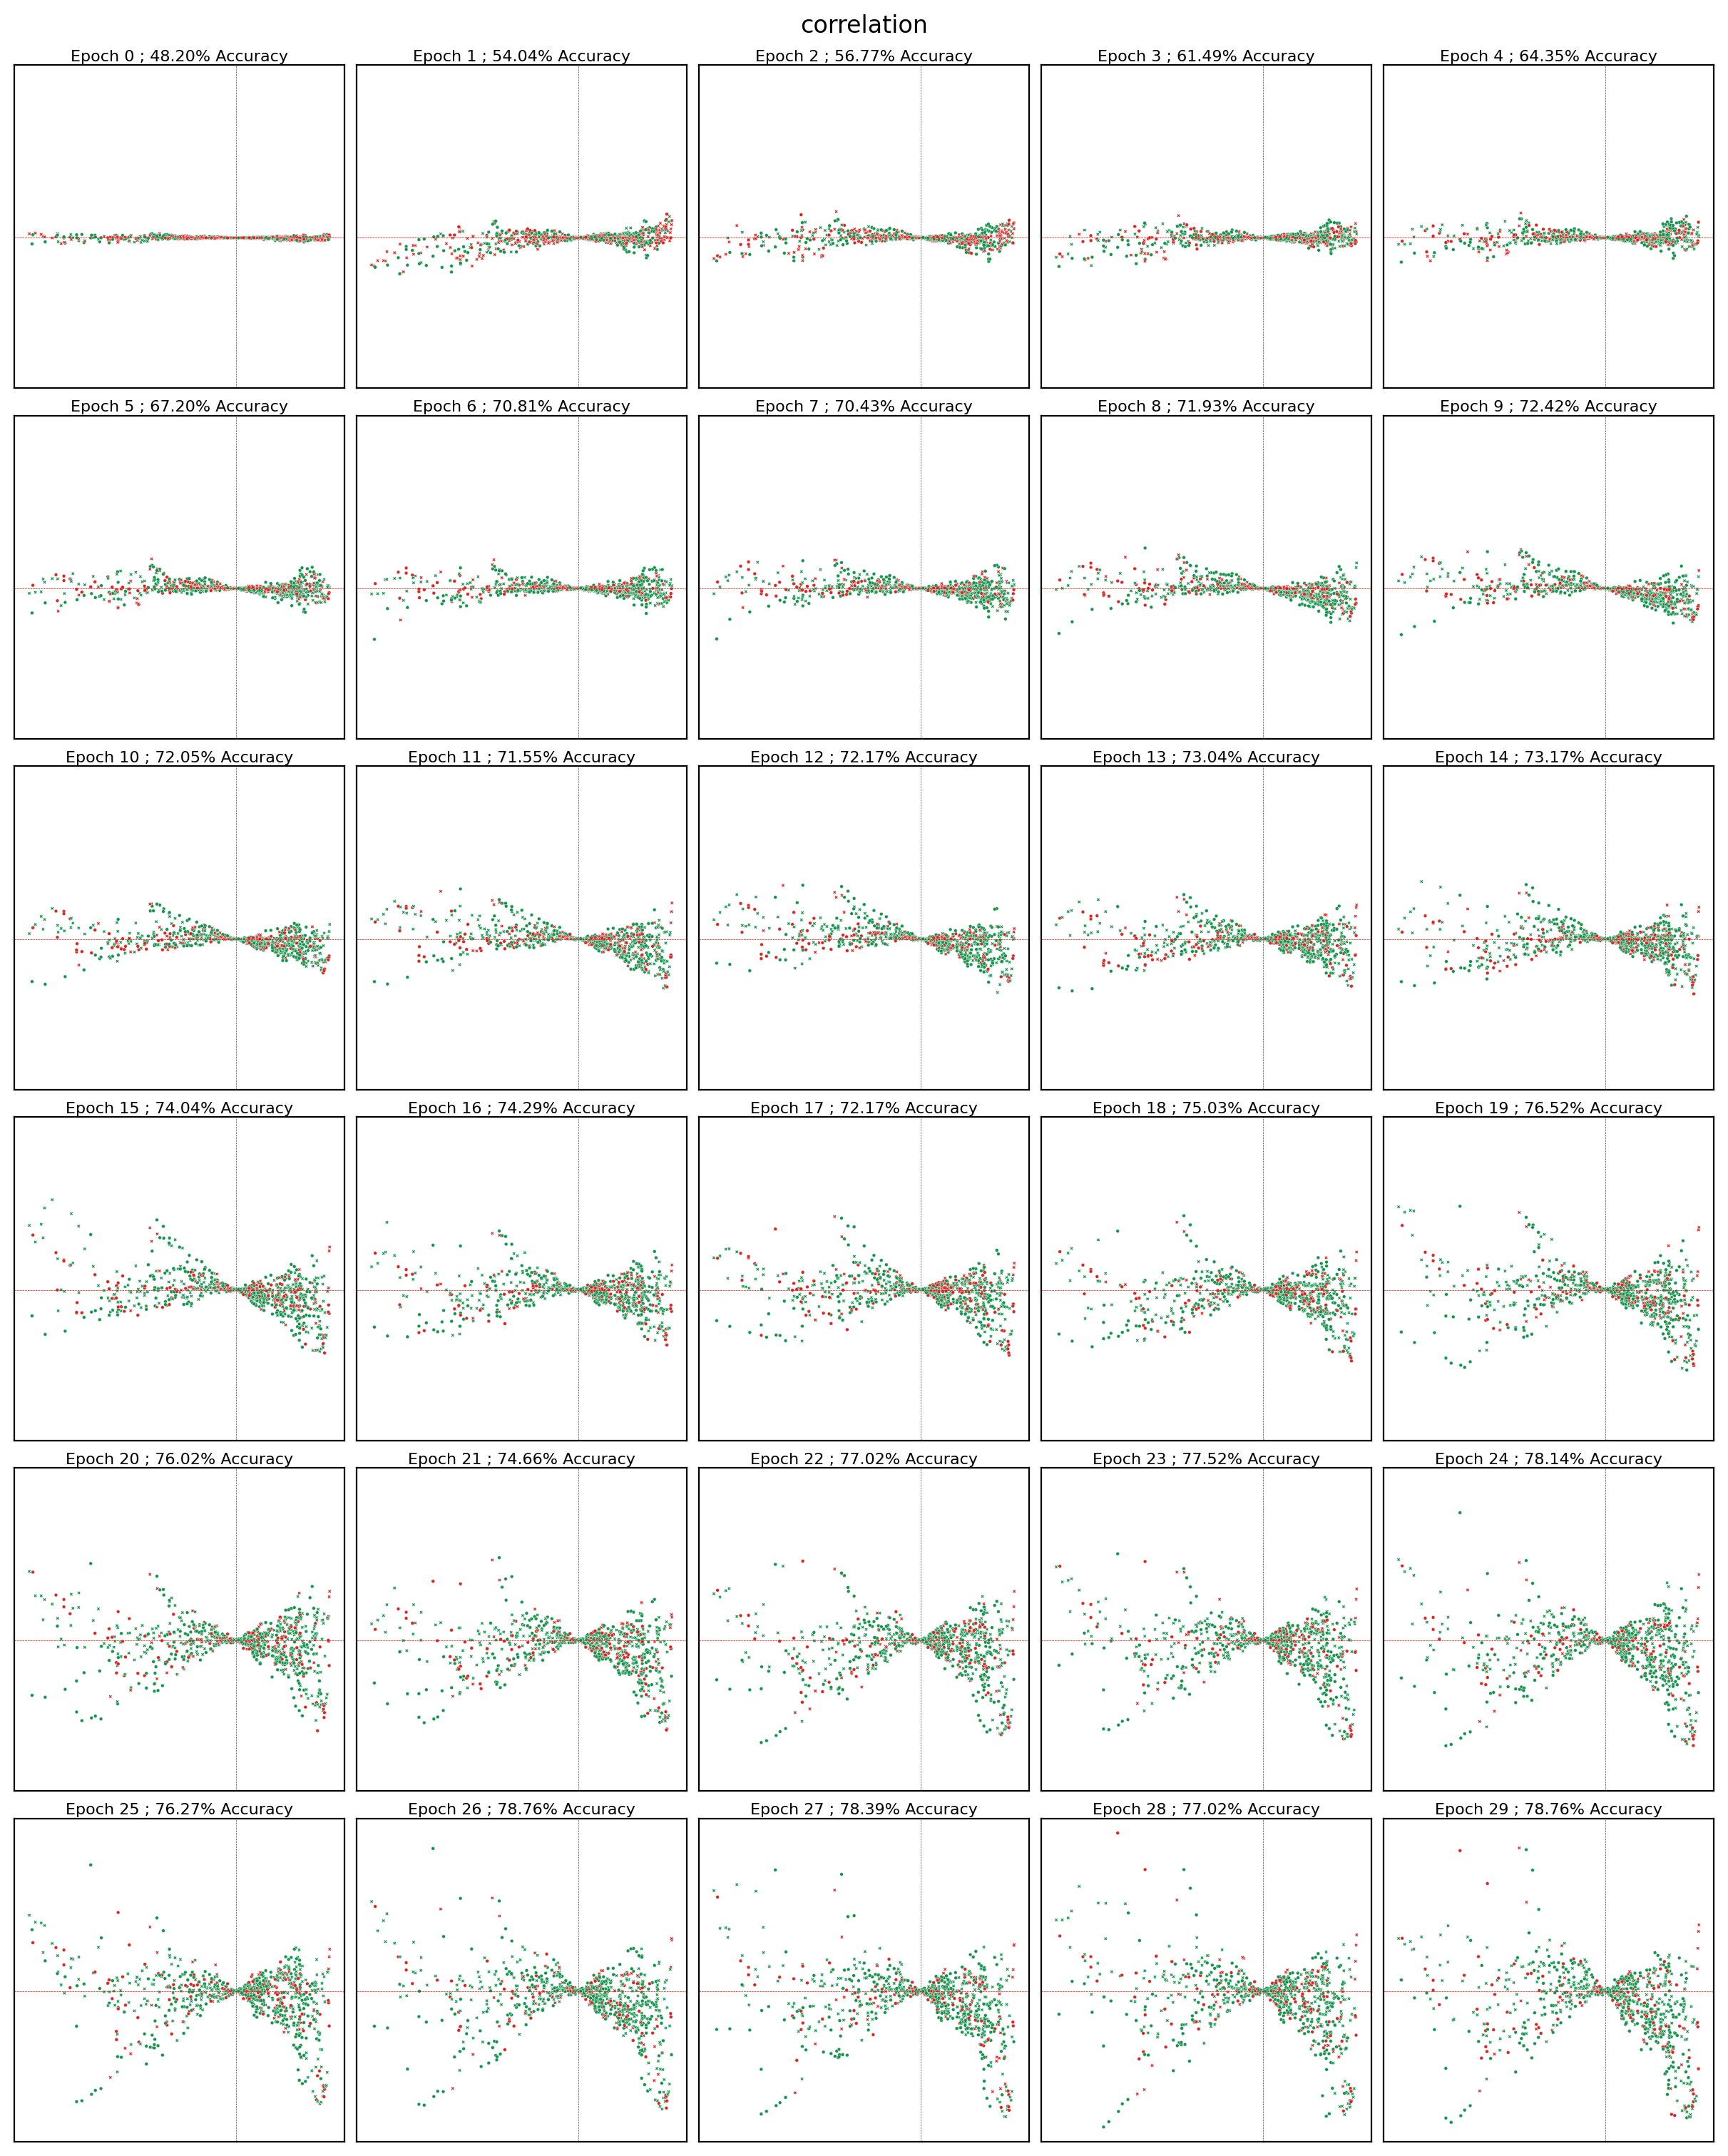 correlation
Epoch 0 ; 48.20% Accuracy
Epoch 1 ; 54.04% Accuracy
Epoch 2 ; 56.77% Accuracy
Epoch 3 ; 61.49% Accuracy
Epoch 4 ; 64.35% Accuracy
Epoch 5 ; 67.20% Accuracy
Epoch 6 ; 70.81% Accuracy
Epoch 7 ; 70.43% Accuracy
Epoch 8 ; 71.93% Accuracy
Epoch 9 ; 72.42% Accuracy
Epoch 10 ; 72.05% Accuracy
Epoch 11 ; 71.55% Accuracy
Epoch 12 ; 72.17% Accuracy
Epoch 13 ; 73.04% Accuracy
Epoch 14 ; 73.17% Accuracy
Epoch 15 ; 74.04% Accuracy
Epoch 16 ; 74.29% Accuracy
Epoch 17 ; 72.17% Accuracy
Epoch 18 ; 75.03% Accuracy
Epoch 19 ; 76.52% Accuracy
Epoch 20 ; 76.02% Accuracy
Epoch 21 ; 74.66% Accuracy
Epoch 22 ; 77.02% Accuracy
Epoch 23 ; 77.52% Accuracy
Epoch 24 ; 78.14% Accuracy
Epoch 25 ; 76.27% Accuracy
Epoch 26 ; 78.76% Accuracy
Epoch 27 ; 78.39% Accuracy
Epoch 28 ; 77.02% Accuracy
Epoch 29 ; 78.76% Accuracy